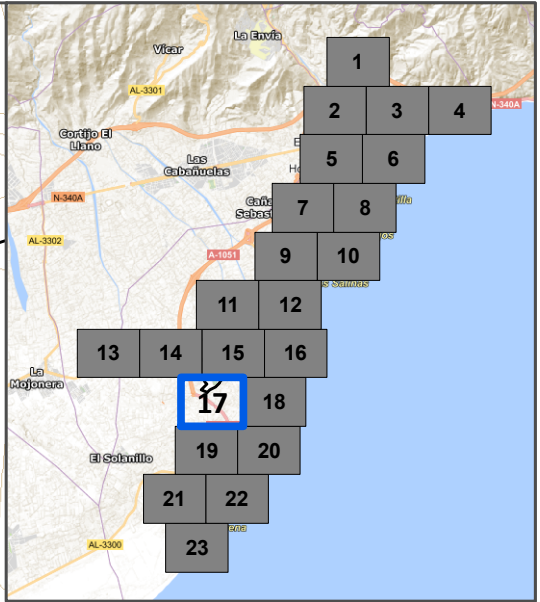 La Envía
Vicar
1
AL-3301
2 3 4 N-340A
Cortijo El
Llano
5 6
Las
Cabañuelas
N-340A
7 8
AL-3302
A-1051
9 10
11 12
13 14 15 16
La
Mojonera
17 18
El Solanillo
19 20
21 22
AL-3300
23